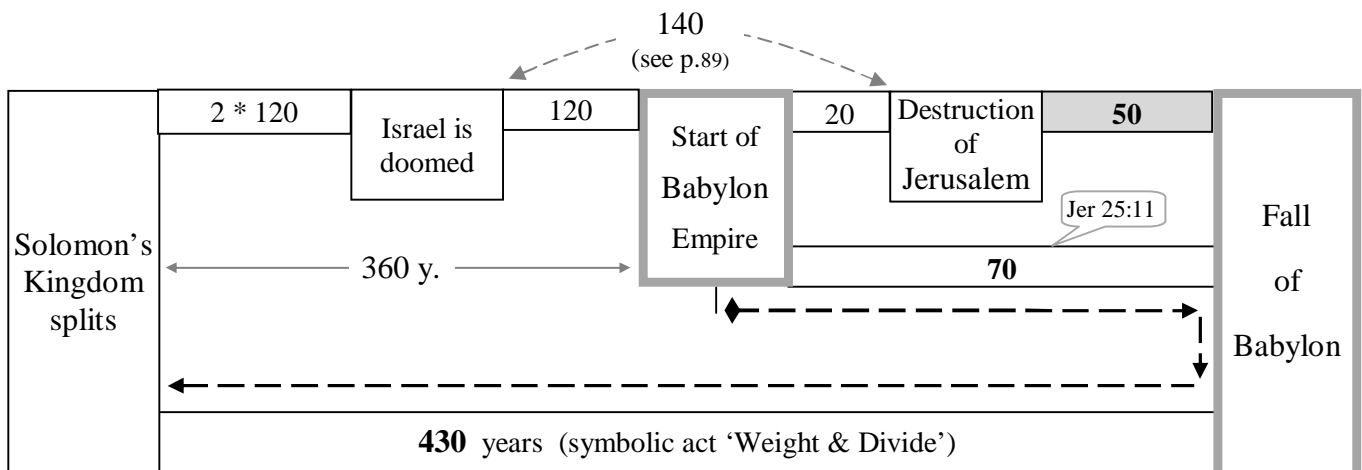 140
(see p.89)
2 * 120
Israel is
doomed
120
Start of
Babylon
Empire
20
Destruction
of
Jerusalem
50
Jer 25:11
Solomon’s
Kingdom
splits
360 y.
70
Fall
of
Babylon
430 years (symbolic act ‘Weight & Divide’)